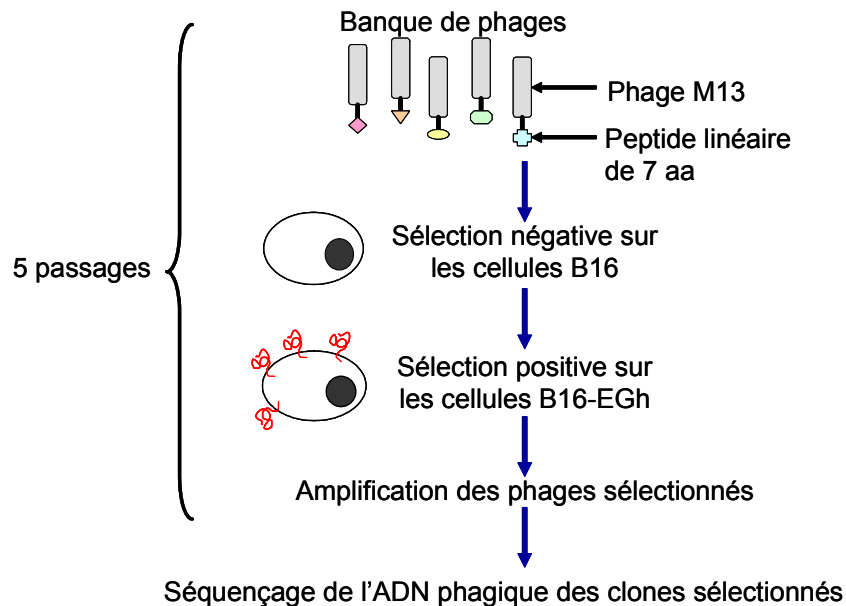 Banque de phages
Phage M13
Peptide linéaire
de 7 aa
Sélection négative sur
les cellules B16
5 passages
Sélection positive sur
les cellules B16-EGh
Amplification des phages sélectionnés
Séquençage de l'ADN phagique des clones sélectionnés